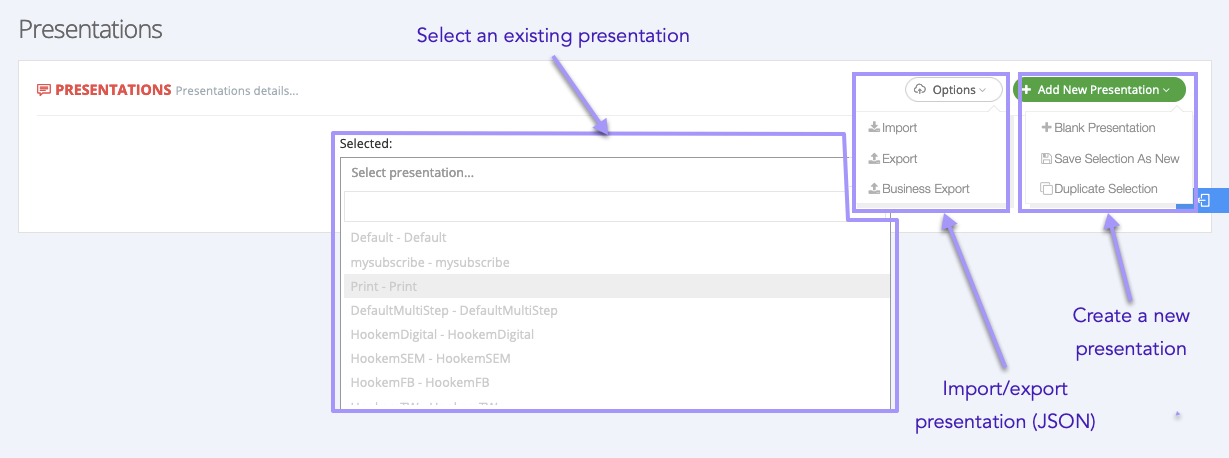 Presentations
Select an existing presentation
PRESENTATIONS Presentations details...
Options
Add New Presentation
Import
Export
Business Export
Blank Presentation
Save Selection As New
Duplicate Selection
Selected:
Select presentation...
Default - Default
mysubscribe - mysubscribe
Print - Print
DefaultMultiStep - DefaultMultiStep
HookemDigital - HookemDigital
HookemSEM - HookemSEM
HookemFB - HookemFB
Create a new
presentation
Import/export
presentation (JSON)